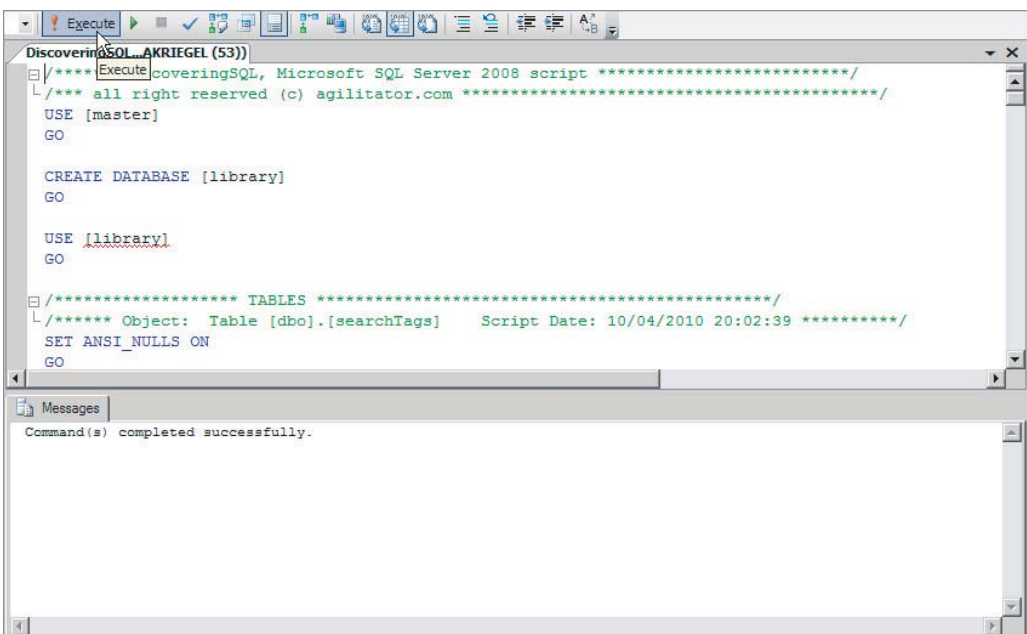 Execute
DiscoveringSQL...AKRIEGEL (53))
Execute
/***** coveringSQL, Microsoft SQL Server 2008 script **************************/
/*** all right reserved (c) agilitator.com *******************************************/
USE [master]
GO
CREATE DATABASE [library]
GO
USE [library]
GO
/******************* TABLES ***********************************************/
/****** Object:  Table [dbo].[searchTags]    Script Date: 10/04/2010 20:02:39 **********/
SET ANSI_NULLS ON
GO
Messages
Command(s) completed successfully.